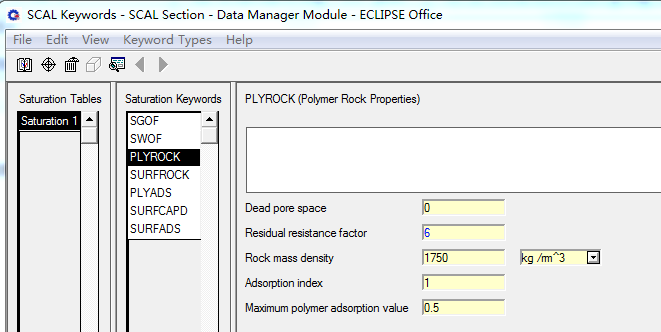 SCAL Keywords - SCAL Section - Data Manager Module - ECLIPSE Office
File Edit View Keyword Types Help
Saturation Tables
Saturation 1
Saturation Keywords
SGOF
SWOF
PLYROCK
SURFROCK
PLYADS
SURFCAPD
SURFADS
PLYROCK (Polymer Rock Properties)
Dead pore space 0
Residual resistance factor 6
Rock mass density 1750 kg /m^3
Adsorption index 1
Maximum polymer adsorption value 0.5